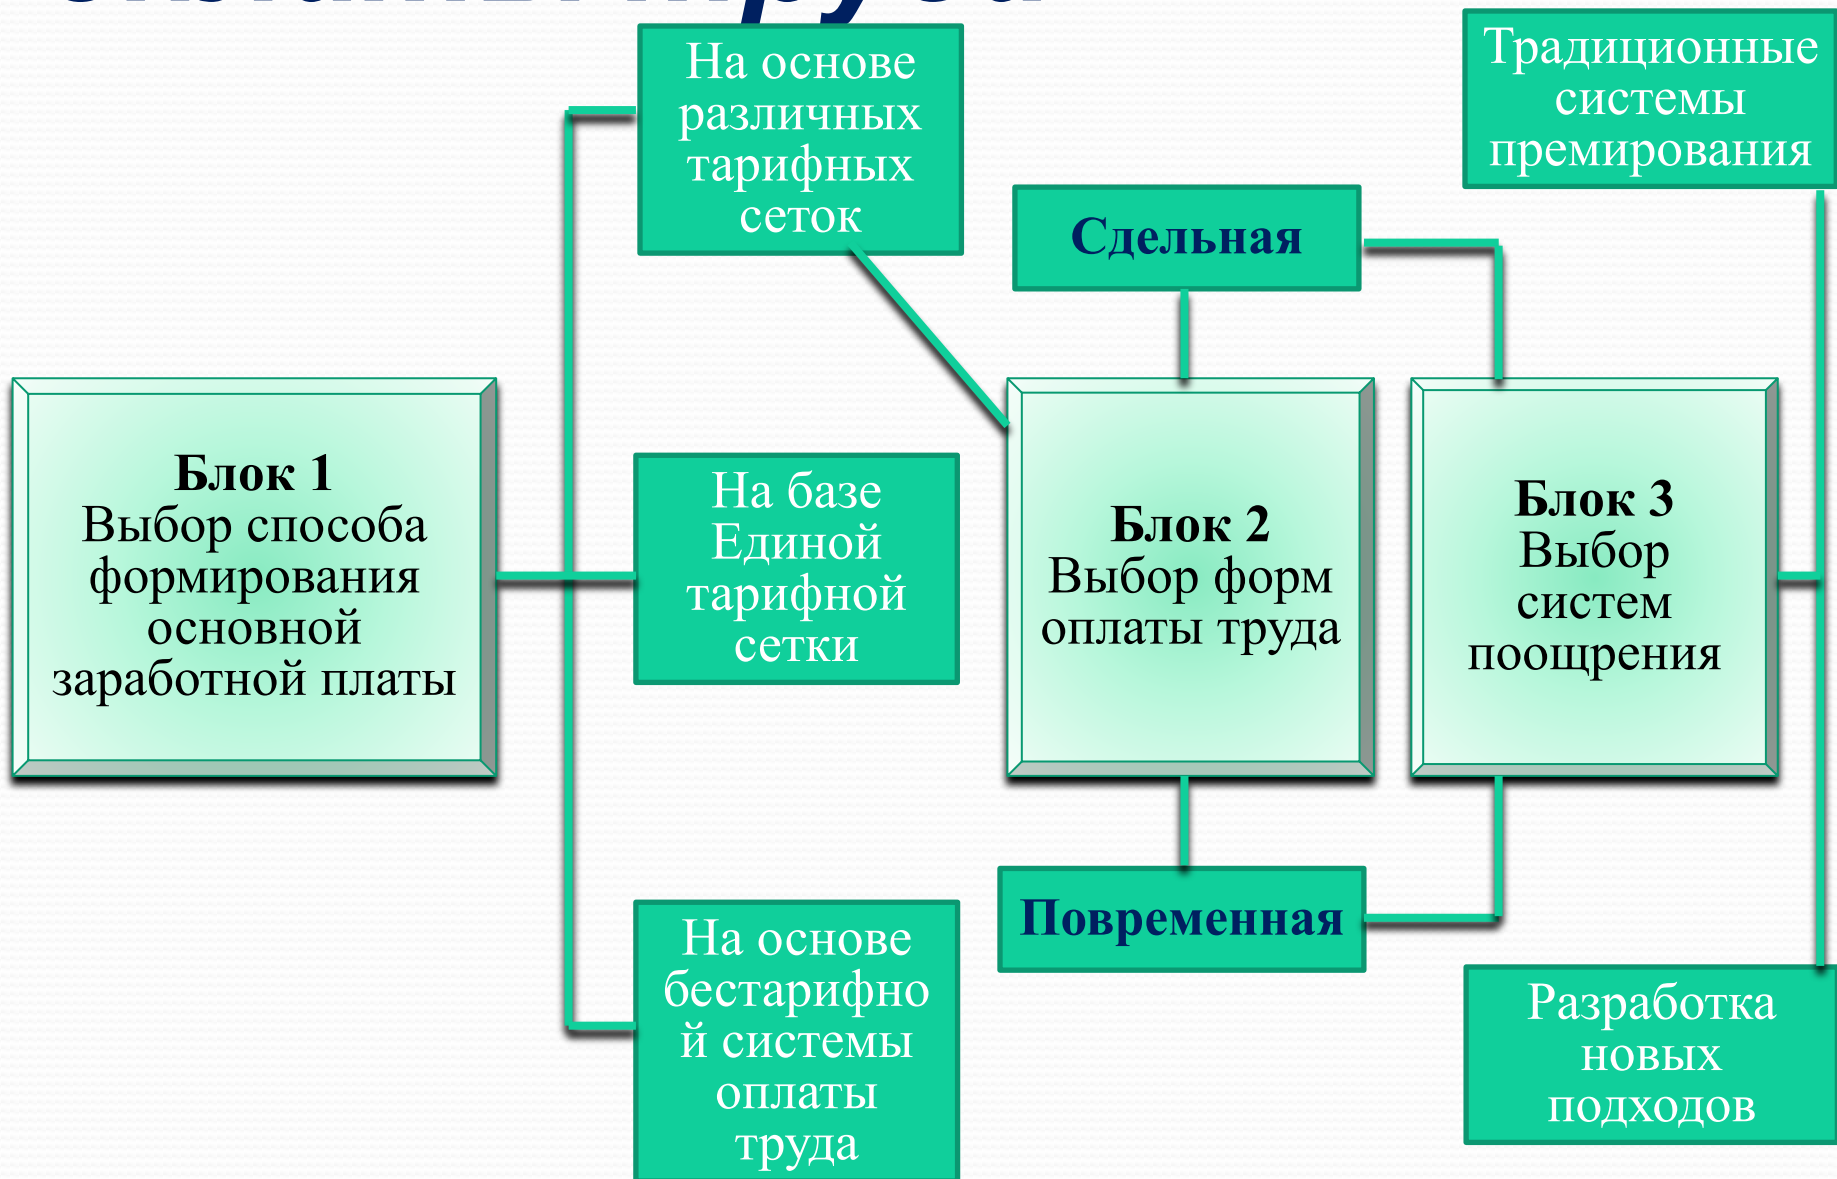 На основе
различных
тарифных
сеток
Традиционные
системы
премирования
Сдельная
Блок 1
Выбор способа
формирования
основной
заработной платы
На базе
Единой
тарифной
сетки
Блок 2
Выбор форм
оплаты труда
Блок 3
Выбор
систем
поощрения
Повременная
На основе
бестарифно
й системы
оплаты
труда
Разработка
новых
подходов